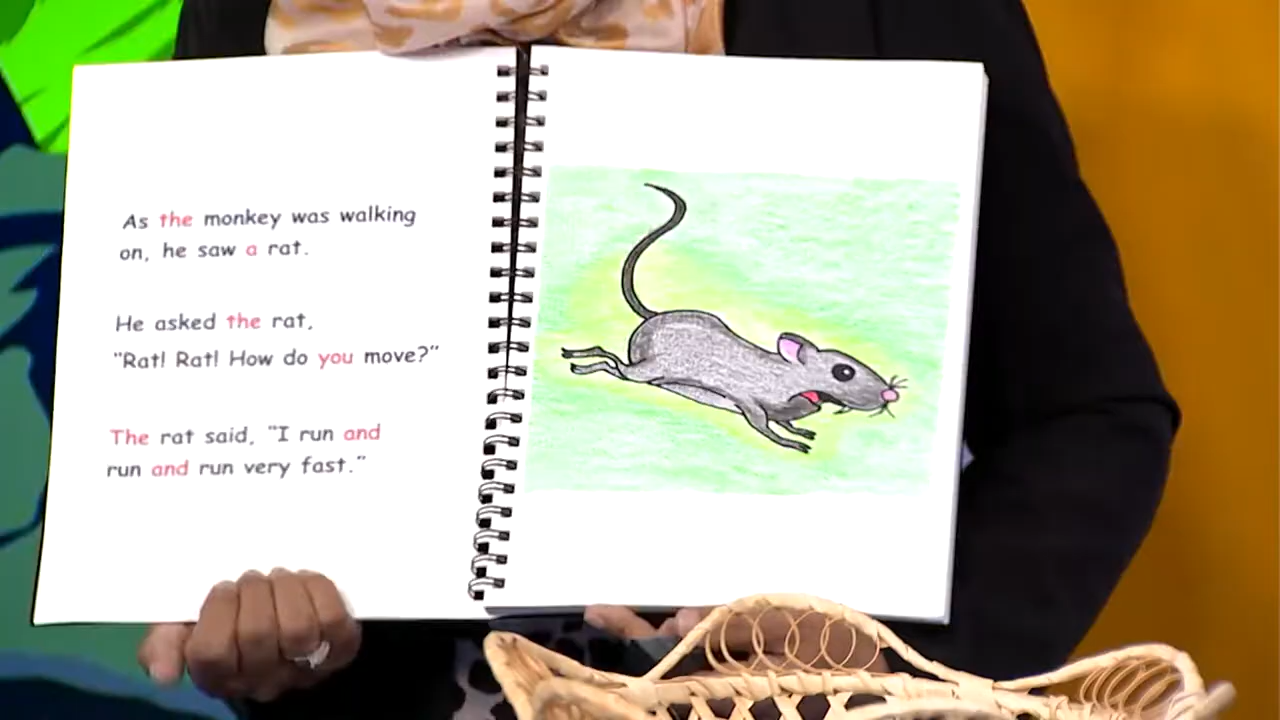 As the monkey was walking
on, he saw a rat.
He asked the rat,
"Rat! Rat! How do you move?"
The rat said, "I run and
run and run very fast."